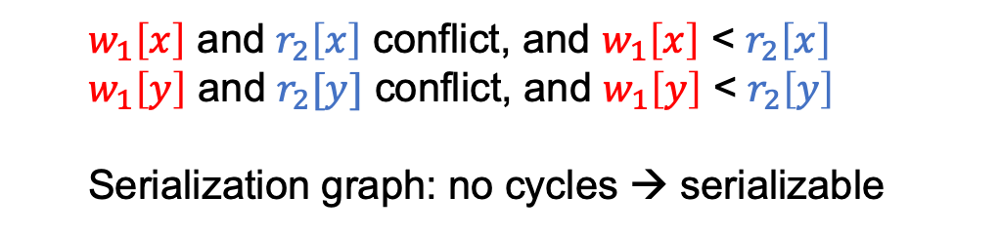 w₁[x] and r₂[x] conflict, and w₁[x] < r₂[x]
w₁[y] and r₂[y] conflict, and w₁[y] < r₂[y]
Serialization graph: no cycles → serializable